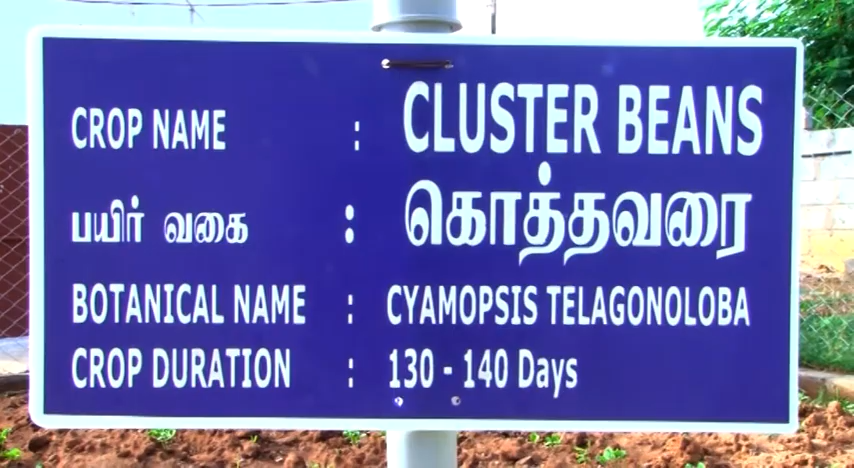 CROP NAME : CLUSTER BEANS
பயிர் வகை : கொத்தவரை
BOTANICAL NAME : CYAMOPSIS TELAGONOLOBA
CROP DURATION : 130 - 140 Days